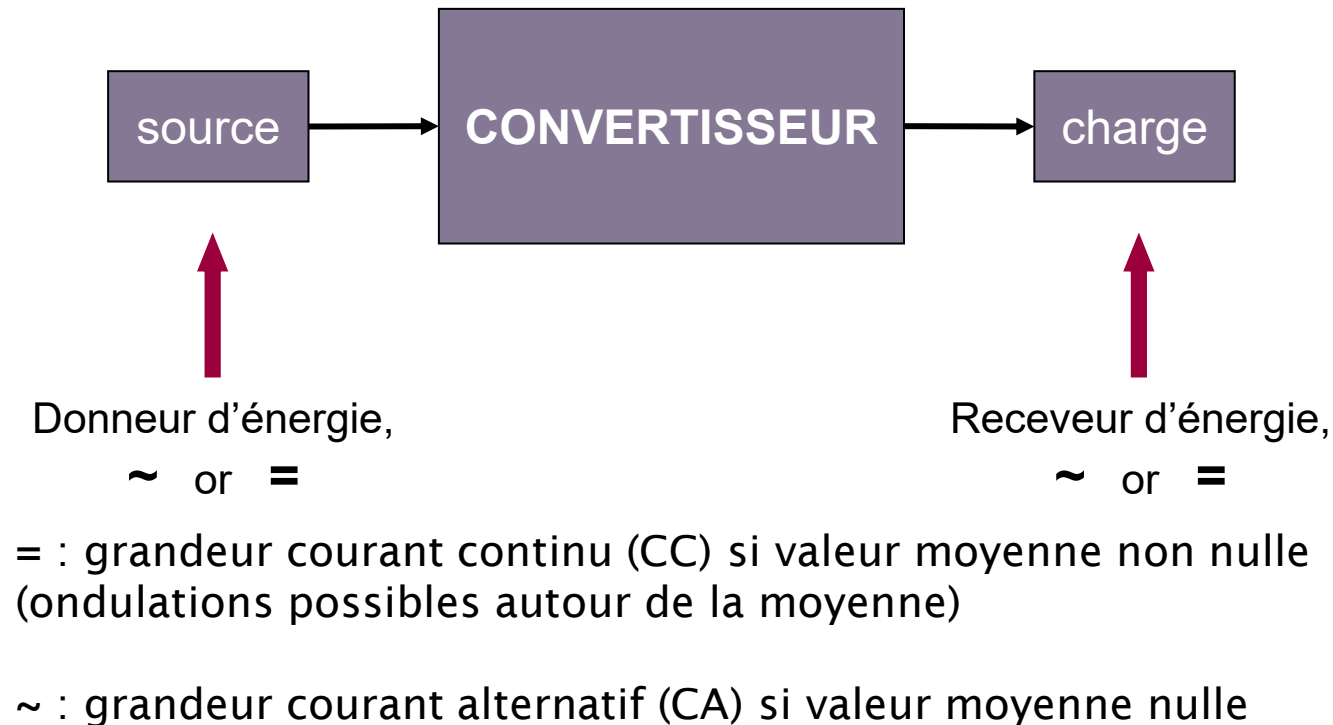 source
CONVERTISSEUR
charge
Donneur d’énergie,
~ or =
Receveur d’énergie,
~ or =
= : grandeur courant continu (CC) si valeur moyenne non nulle
(ondulations possibles autour de la moyenne)
~ : grandeur courant alternatif (CA) si valeur moyenne nulle